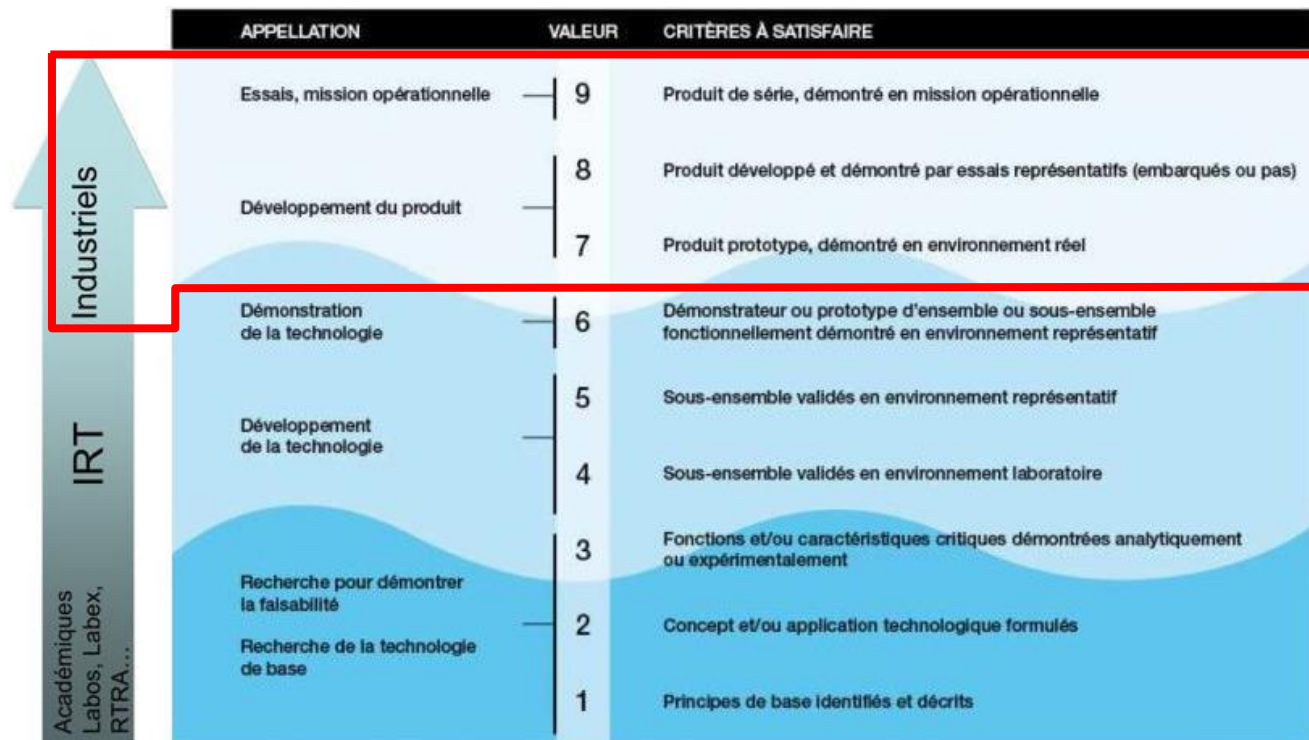 APPELLATION VALEUR CRITÈRES À SATISFAIRE
Essais, mission opérationnelle 9 Produit de série, démontré en mission opérationnelle
8 Produit développé et démontré par essais représentatifs (embarqués ou pas)
Développement du produit
7 Produit prototype, démontré en environnement réel
Démonstration
de la technologie
6 Démonstrateur ou prototype d'ensemble ou sous-ensemble
fonctionnellement démontré en environnement représentatif
5 Sous-ensemble validés en environnement représentatif
Développement
de la technologie
4 Sous-ensemble validés en environnement laboratoire
3 Fonctions et/ou caractéristiques critiques démontrées analytiquement
ou expérimentalement
Recherche pour démontrer
la faisabilité
2 Concept et/ou application technologique formulés
Recherche de la technologie
de base
1 Principes de base identifiés et décrits
Industriels
IRT
Académiques
Labos, Labex,
RTRA...